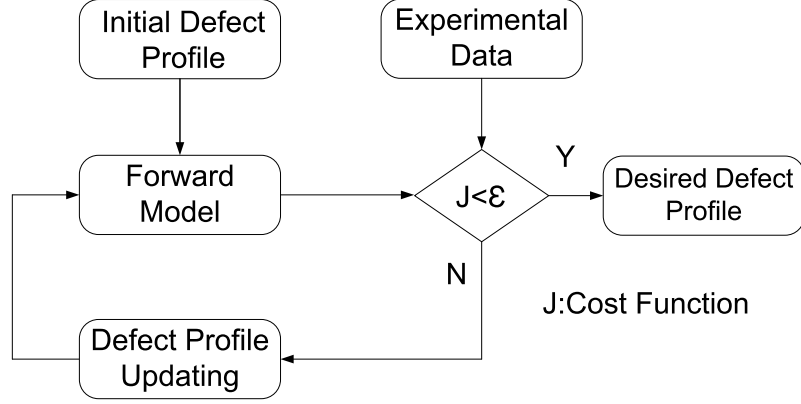 Initial Defect
Profile
Experimental
Data
Forward
Model
J<Ɛ
Y
Desired Defect
Profile
N
J:Cost Function
Defect Profile
Updating